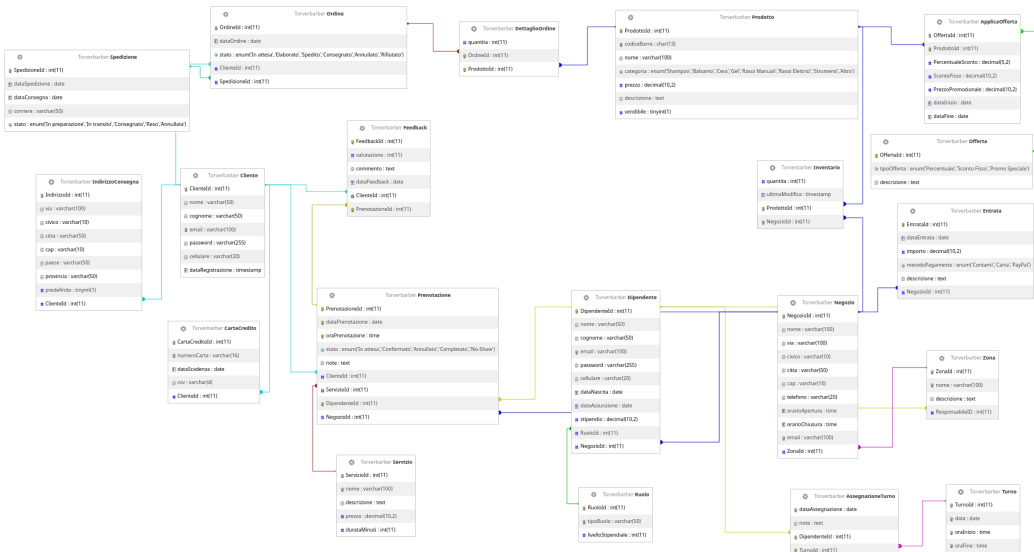 Torverbarber Spedizione
SpedizioneId : int(11)
dataSpedizione : date
dataConsegna : date
corriere : varchar(50)
stato : enum('In preparazione','In transito','Consegnato','Reso','Annullata')
Torverbarber Ordine
OrdineId : int(11)
dataOrdine : date
stato : enum('In attesa','Elaborato','Spedito','Consegnato','Annullato','Rifiutato')
ClienteId : int(11)
SpedizioneId : int(11)
Torverbarber DettaglioOrdine
quantita : int(11)
OrdineId : int(11)
ProdottoId : int(11)
Torverbarber Prodotto
ProdottoId : int(11)
codiceBarre : char(13)
nome : varchar(100)
categoria : enum('Shampoo','Balsamo','Cera','Gel','Rasoi Manuali','Rasoi Elettrici','Strumenti','Altro')
prezzo : decimal(10,2)
descrizione : text
vendibile : tinyint(1)
Torverbarber ApplicaOfferta
OffertaId : int(11)
ProdottoId : int(11)
PercentualeSconto : decimal(5,2)
ScontoFisso : decimal(10,2)
PrezzoPromozionale : decimal(10,2)
dataInizio : date
dataFine : date
Torverbarber Offerta
OffertaId : int(11)
tipoOfferta : enum('Percentuale','Sconto Fisso','Promo Speciale')
descrizione : text
Torverbarber Feedback
FeedbackId : int(11)
valutazione : int(11)
commento : text
dataFeedback : date
ClienteId : int(11)
PrenotazioneId : int(11)
Torverbarber Inventario
quantita : int(11)
ultimaModifica : timestamp
ProdottoId : int(11)
NegozioId : int(11)
Torverbarber IndirizzoConsegna
IndirizzoId : int(11)
via : varchar(100)
civico : varchar(10)
citta : varchar(50)
cap : varchar(10)
paese : varchar(50)
provincia : varchar(50)
predefinito : tinyint(1)
ClienteId : int(11)
Torverbarber Cliente
ClienteId : int(11)
nome : varchar(50)
cognome : varchar(50)
email : varchar(100)
password : varchar(255)
cellulare : varchar(20)
dataRegistrazione : timestamp
Torverbarber Entrata
EntrataId : int(11)
dataEntrata : date
importo : decimal(10,2)
metodoPagamento : enum('Contanti','Carta','PayPal')
descrizione : text
NegozioId : int(11)
Torverbarber CartaCredito
CartaCreditoId : int(11)
numeroCarta : varchar(16)
dataScadenza : date
cvv : varchar(8)
ClienteId : int(11)
Torverbarber Prenotazione
PrenotazioneId : int(11)
dataPrenotazione : date
oraPrenotazione : time
stato : enum('In attesa','Confermato','Annullato','Completato','No-Show')
note : text
ClienteId : int(11)
ServizioId : int(11)
DipendenteId : int(11)
NegozioId : int(11)
Torverbarber Dipendente
DipendenteId : int(11)
nome : varchar(50)
cognome : varchar(50)
email : varchar(100)
password : varchar(255)
cellulare : varchar(20)
dataNascita : date
dataAssunzione : date
stipendio : decimal(10,2)
RuoloId : int(11)
NegozioId : int(11)
Torverbarber Negozio
NegozioId : int(11)
nome : varchar(100)
via : varchar(100)
civico : varchar(10)
citta : varchar(50)
cap : varchar(10)
telefono : varchar(20)
orarioApertura : time
orarioChiusura : time
email : varchar(100)
ZonaId : int(11)
Torverbarber Zona
ZonaId : int(11)
nome : varchar(100)
descrizione : text
ResponsabileID : int(11)
Torverbarber Servizio
ServizioId : int(11)
nome : varchar(100)
descrizione : text
prezzo : decimal(10,2)
durataMinuti : int(11)
Torverbarber Ruolo
RuoloId : int(11)
tipoRuolo : varchar(50)
livelloStipendiale : int(11)
Torverbarber AssegnazioneTurno
dataAssegnazione : date
note : text
DipendenteId : int(11)
TurnoId : int(11)
Torverbarber Turno
TurnoId : int(11)
data : date
oraInizio : time
oraFine : time